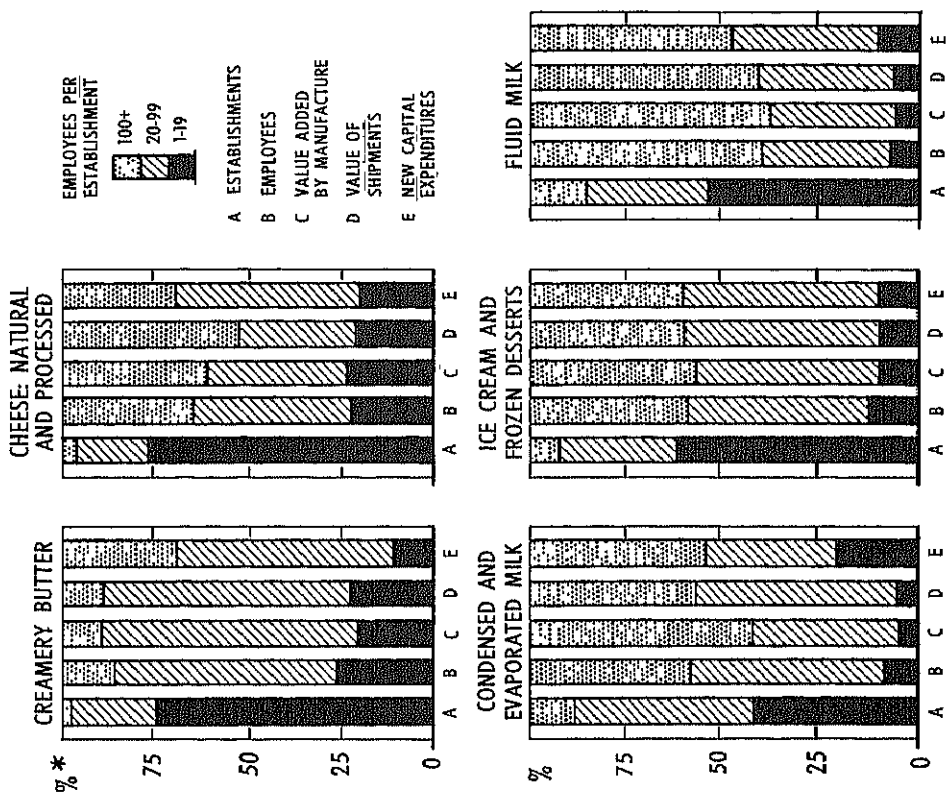 CREAMERY BUTTER
% *
75
50
25
0
A B C D E
CHEESE: NATURAL
AND PROCESSED
A B C D E
EMPLOYEES PER
ESTABLISHMENT
100+
20-99
1-19
A ESTABLISHMENTS
B EMPLOYEES
C VALUE ADDED
BY MANUFACTURE
D VALUE OF
SHIPMENTS
E NEW CAPITAL
EXPENDITURES
CONDENSED AND
EVAPORATED MILK
%
75
50
25
0
A B C D E
ICE CREAM AND
FROZEN DESSERTS
A B C D E
FLUID MILK
A B C D E